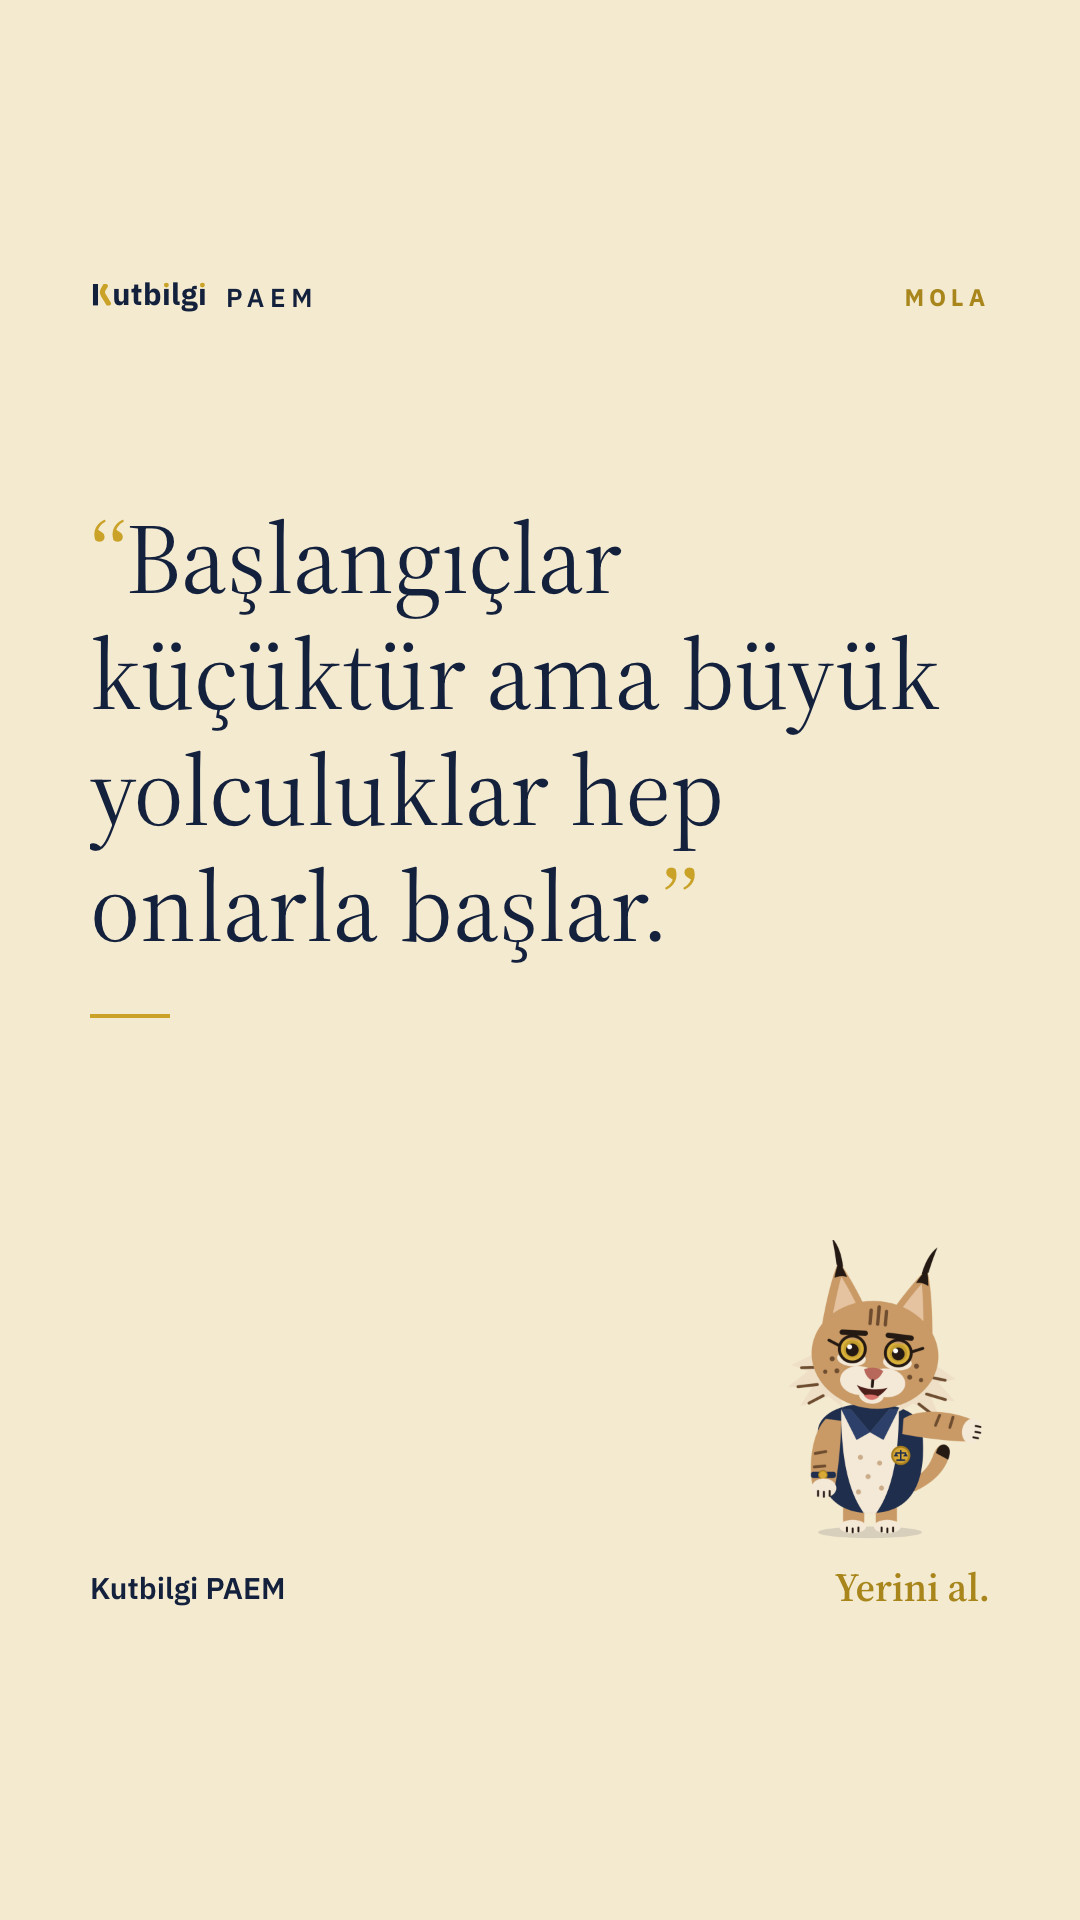 Kutbilgi PAEM
MOLA
“Başlangıçlar
küçüktür ama büyük
yolculuklar hep
onlarla başlar.”
Kutbilgi PAEM
Yerini al.